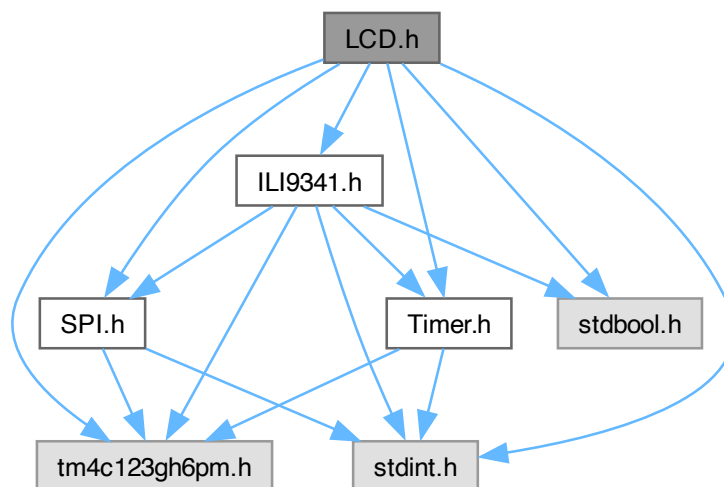 LCD.h
ILI9341.h
SPI.h
Timer.h
stdbool.h
tm4c123gh6pm.h
stdint.h